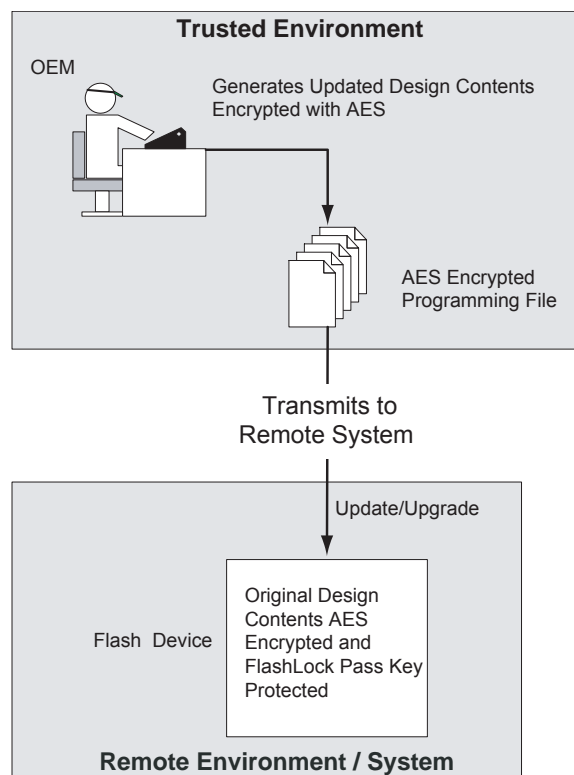 Trusted Environment
OEM
Generates Updated Design Contents
Encrypted with AES
AES Encrypted
Programming File
Transmits to
Remote System
Update/Upgrade
Flash Device
Original Design
Contents AES
Encrypted and
FlashLock Pass Key
Protected
Remote Environment / System